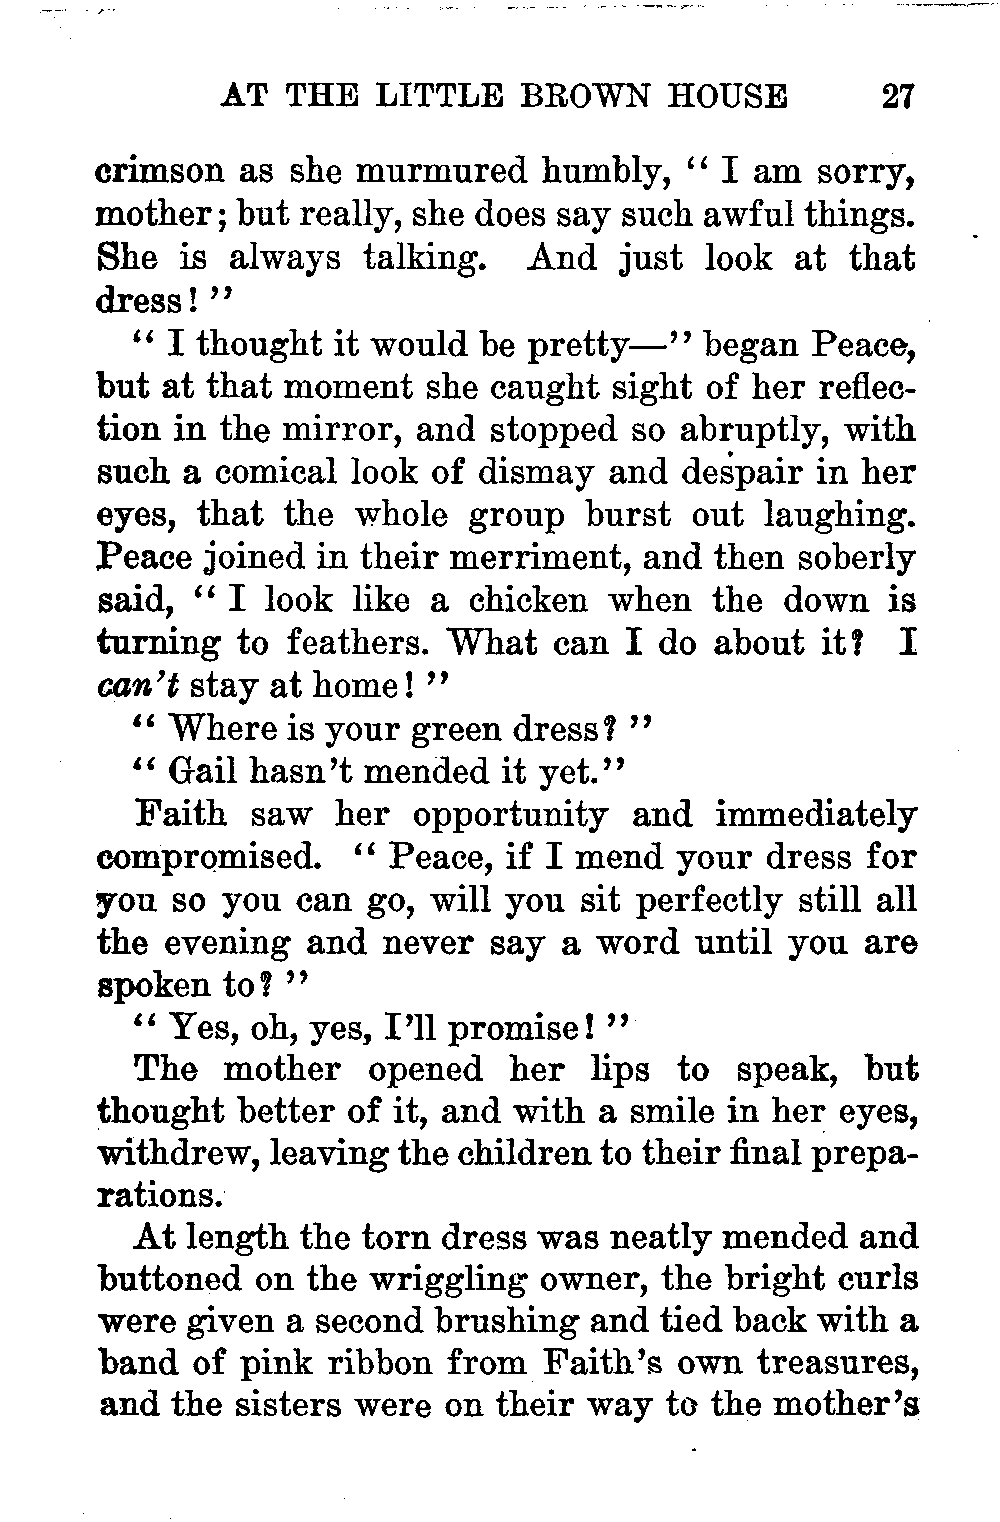 AT THE LITTLE BROWN HOUSE 27
crimson as she murmured humbly, “ I am sorry,
mother; but really, she does say such awful things.
She is always talking. And just look at that
dress! ”
“ I thought it would be pretty—” began Peace,
but at that moment she caught sight of her reflec-
tion in the mirror, and stopped so abruptly, with
such a comical look of dismay and despair in her
eyes, that the whole group burst out laughing.
Peace joined in their merriment, and then soberly
said, “ I look like a chicken when the down is
turning to feathers. What can I do about it? I
can’t stay at home! ”
“ Where is your green dress? ”
“ Gail hasn’t mended it yet.”
Faith saw her opportunity and immediately
compromised. “ Peace, if I mend your dress for
you so you can go, will you sit perfectly still all
the evening and never say a word until you are
spoken to? ”
“ Yes, oh, yes, I’ll promise! ”
The mother opened her lips to speak, but
thought better of it, and with a smile in her eyes,
withdrew, leaving the children to their final prepa-
rations.
At length the torn dress was neatly mended and
buttoned on the wriggling owner, the bright curls
were given a second brushing and tied back with a
band of pink ribbon from Faith’s own treasures,
and the sisters were on their way to the mother’s